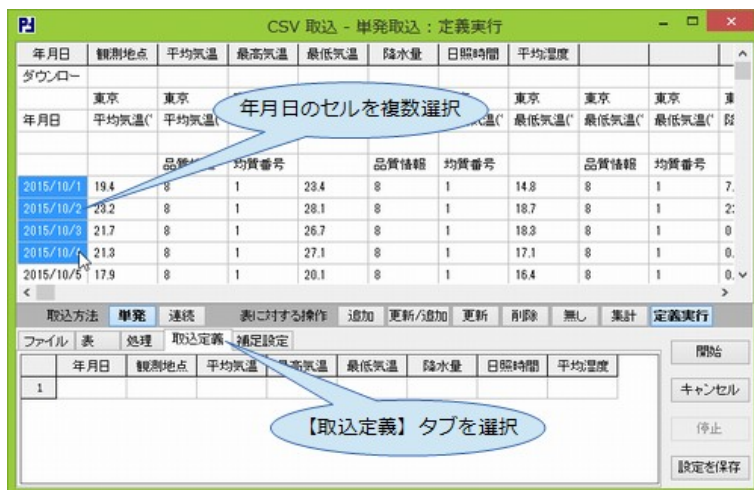 CSV 取込 - 単発取込 : 定義実行
年月日 観測地点 平均気温 最高気温 最低気温 降水量 日照時間 平均湿度
ダウンロー
東京 東京 東京 東京 東京
年月日 平均気温(' 平均気温(' 最低気温(' 最低気温(' 最低気温('
年月日のセルを複数選択
均質番号 品質情報 均質番号 品質情報 均質番号
2015/10/1 19.4 8 1 23.4 8 1 14.8 8 1 7.
2015/10/2 23.2 8 1 28.1 8 1 18.7 8 1
2015/10/3 21.7 8 1 26.7 8 1 18.3 8 1 0
2015/10/4 21.3 8 1 27.1 8 1 17.1 8 1 0.
2015/10/5 17.9 8 1 20.1 8 1 16.4 8 1 0.
取込方法 単発 連続 表に対する操作 追加 更新/追加 更新 削除 無し 集計 定義実行
ファイル 表 処理 取込定義 補足設定
開始
年月日 観測地点 平均気温 最高気温 最低気温 降水量 日照時間 平均湿度
1
キャンセル
【取込定義】タブを選択
停止
設定を保存